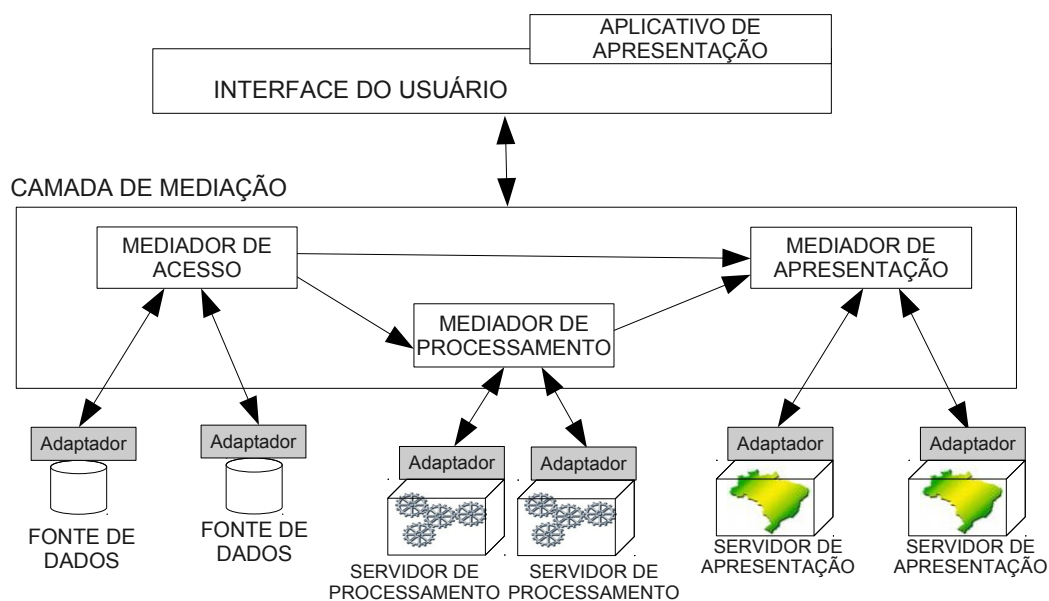 APLICATIVO DE
APRESENTAÇÃO
INTERFACE DO USUÁRIO
CAMADA DE MEDIAÇÃO
MEDIADOR DE
ACESSO
MEDIADOR DE
APRESENTAÇÃO
MEDIADOR DE
PROCESSAMENTO
Adaptador
Adaptador
Adaptador
Adaptador
Adaptador
Adaptador
FONTE DE
DADOS
FONTE DE
DADOS
SERVIDOR DE
PROCESSAMENTO
SERVIDOR DE
PROCESSAMENTO
SERVIDOR DE
APRESENTAÇÃO
SERVIDOR DE
APRESENTAÇÃO